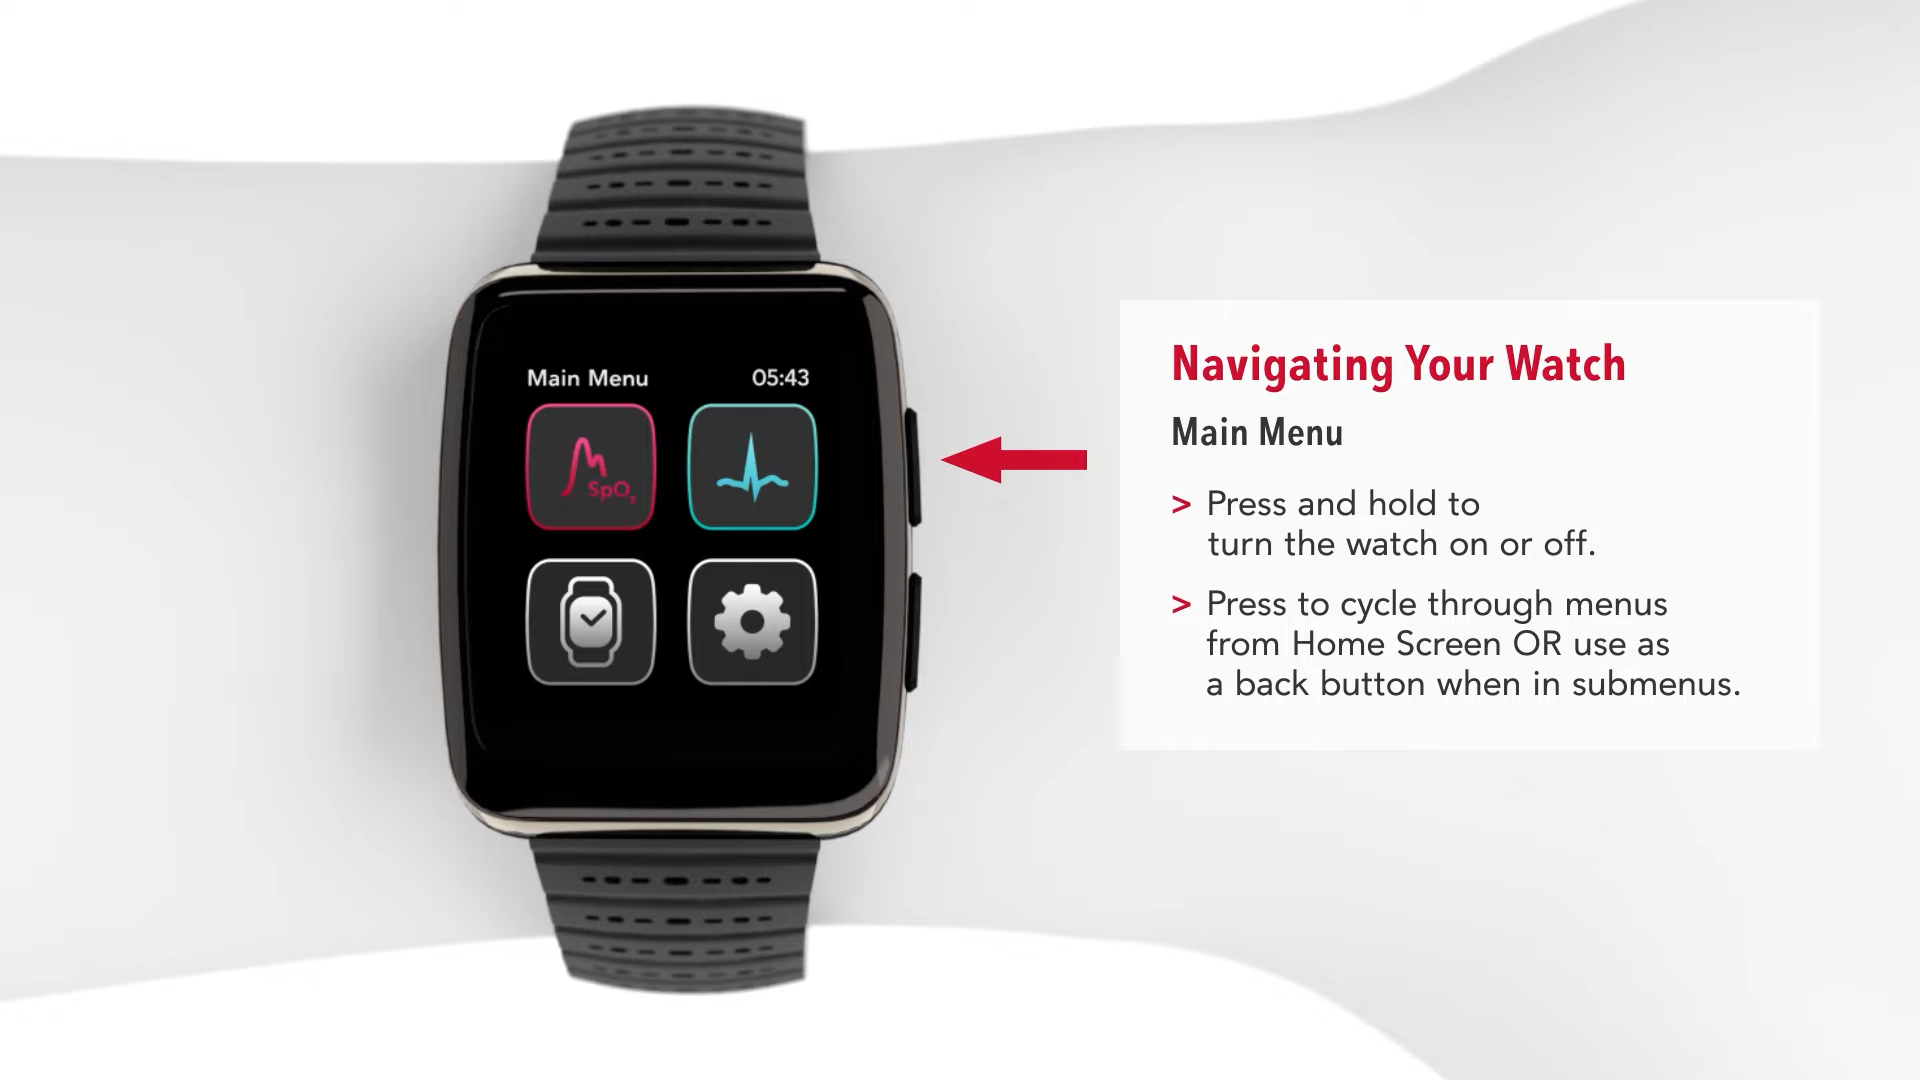 Main Menu 05:43
SpO₂
Navigating Your Watch
Main Menu
> Press and hold to
turn the watch on or off.
> Press to cycle through menus
from Home Screen OR use as
a back button when in submenus.